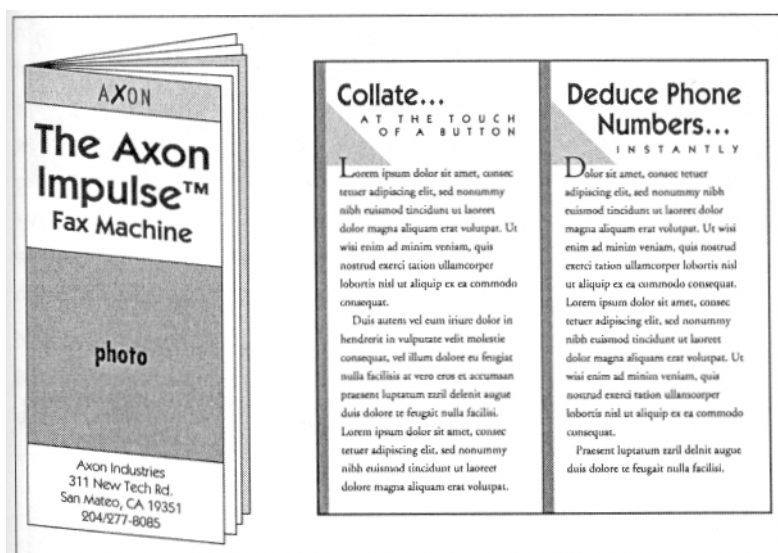 AXON
The Axon
Impulse™
Fax Machine
photo
Axon Industries
311 New Tech Rd.
San Mateo, CA 19351
204/277-8085
Collate...
AT THE TOUCH
OF A BUTTON
Lorem ipsum dolor sit amet, consec
tetuer adipiscing elit, sed nonummy
nibh euismod tincidunt ut laoreet
dolor magna aliquam erat volutpat. Ut
wisi enim ad minim veniam, quis
nostrud exerci tation ullamcorper
lobortis nisl ut aliquip ex ea commodo
consequat.
Duis autem vel eum iriure dolor in
hendrerit in vulputate velit molestie
consequat, vel illum dolore eu feugiat
nulla facilisis at vero eros et accumsan
praesent luptatum zzril delenit augue
duis dolore te feugait nulla facilisi.
Lorem ipsum dolor sit amet, consec
tetuer adipiscing elit, sed nonummy
nibh euismod tincidunt ut laoreet
dolore magna aliquam erat volutpat.
Deduce Phone
Numbers...
INSTANTLY
Dolor sit amet, consec tetuer
adipiscing elit, sed nonummy nibh
euismod tincidunt ut laoreet dolore
magna aliquam erat volutpat. Ut wisi
enim ad minim veniam, quis nostrud
exerci tation ullamcorper lobortis nisl
ut aliquip ex ea commodo consequat.
Lorem ipsum dolor sit amet, consec
tetuer adipiscing elit, sed nonummy
nibh euismod tincidunt ut laoreet
dolore magna aliquam erat volutpat. Ut
wisi enim ad minim veniam, quis
nostrud exerci tation ullamcorper
lobortis nisl ut aliquip ex ea commodo
consequat.
Praesent luptatum zzril delnit augue
duis dolore te feugait nulla facilisi.